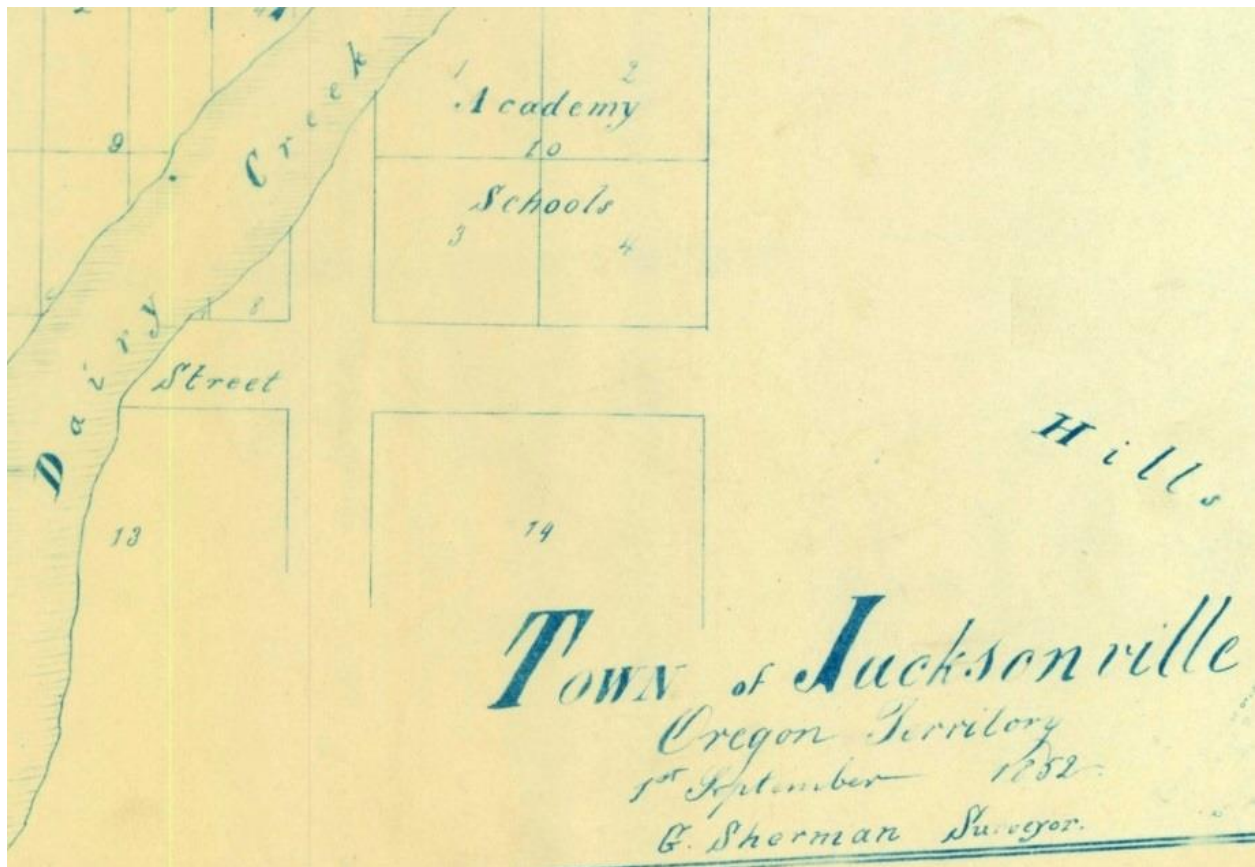 2
1 2
Academy
9
10
Schools
3 4
8
Dairy Creek
Street
Hills
13
14
Town of Jacksonville
Oregon Territory
1st September 1852
G. Sherman Surveyor.